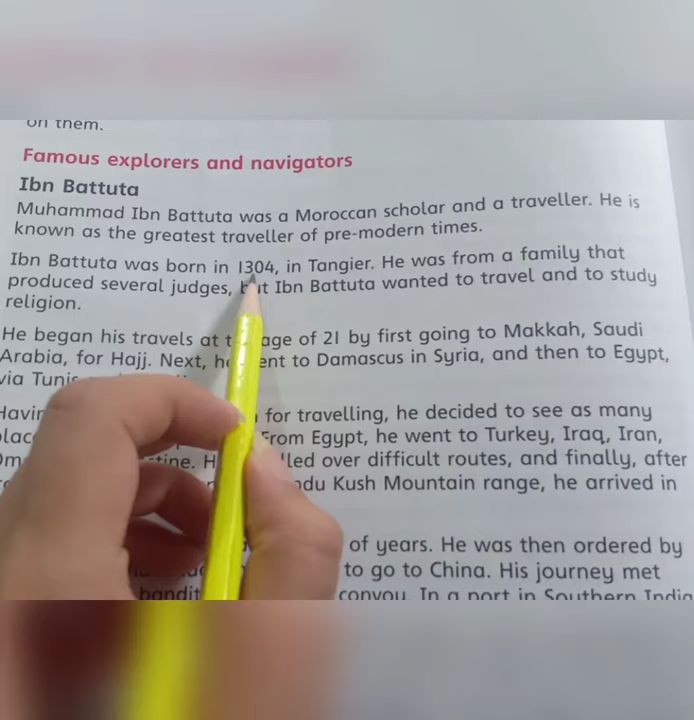 on them.
Famous explorers and navigators
Ibn Battuta
Muhammad Ibn Battuta was a Moroccan scholar and a traveller. He is
known as the greatest traveller of pre-modern times.
Ibn Battuta was born in 1304, in Tangier. He was from a family that
produced several judges, but Ibn Battuta wanted to travel and to study
religion.
He began his travels at age of 21 by first going to Makkah, Saudi
Arabia, for Hajj. Next, to Damascus in Syria, and then to Egypt,
via
for travelling, he decided to see as many
From Egypt, he went to Turkey, Iraq, Iran,
over difficult routes, and finally, after
Kush Mountain range, he arrived in
of years. He was then ordered by
to go to China. His journey met
convoy. In a port in Southern India